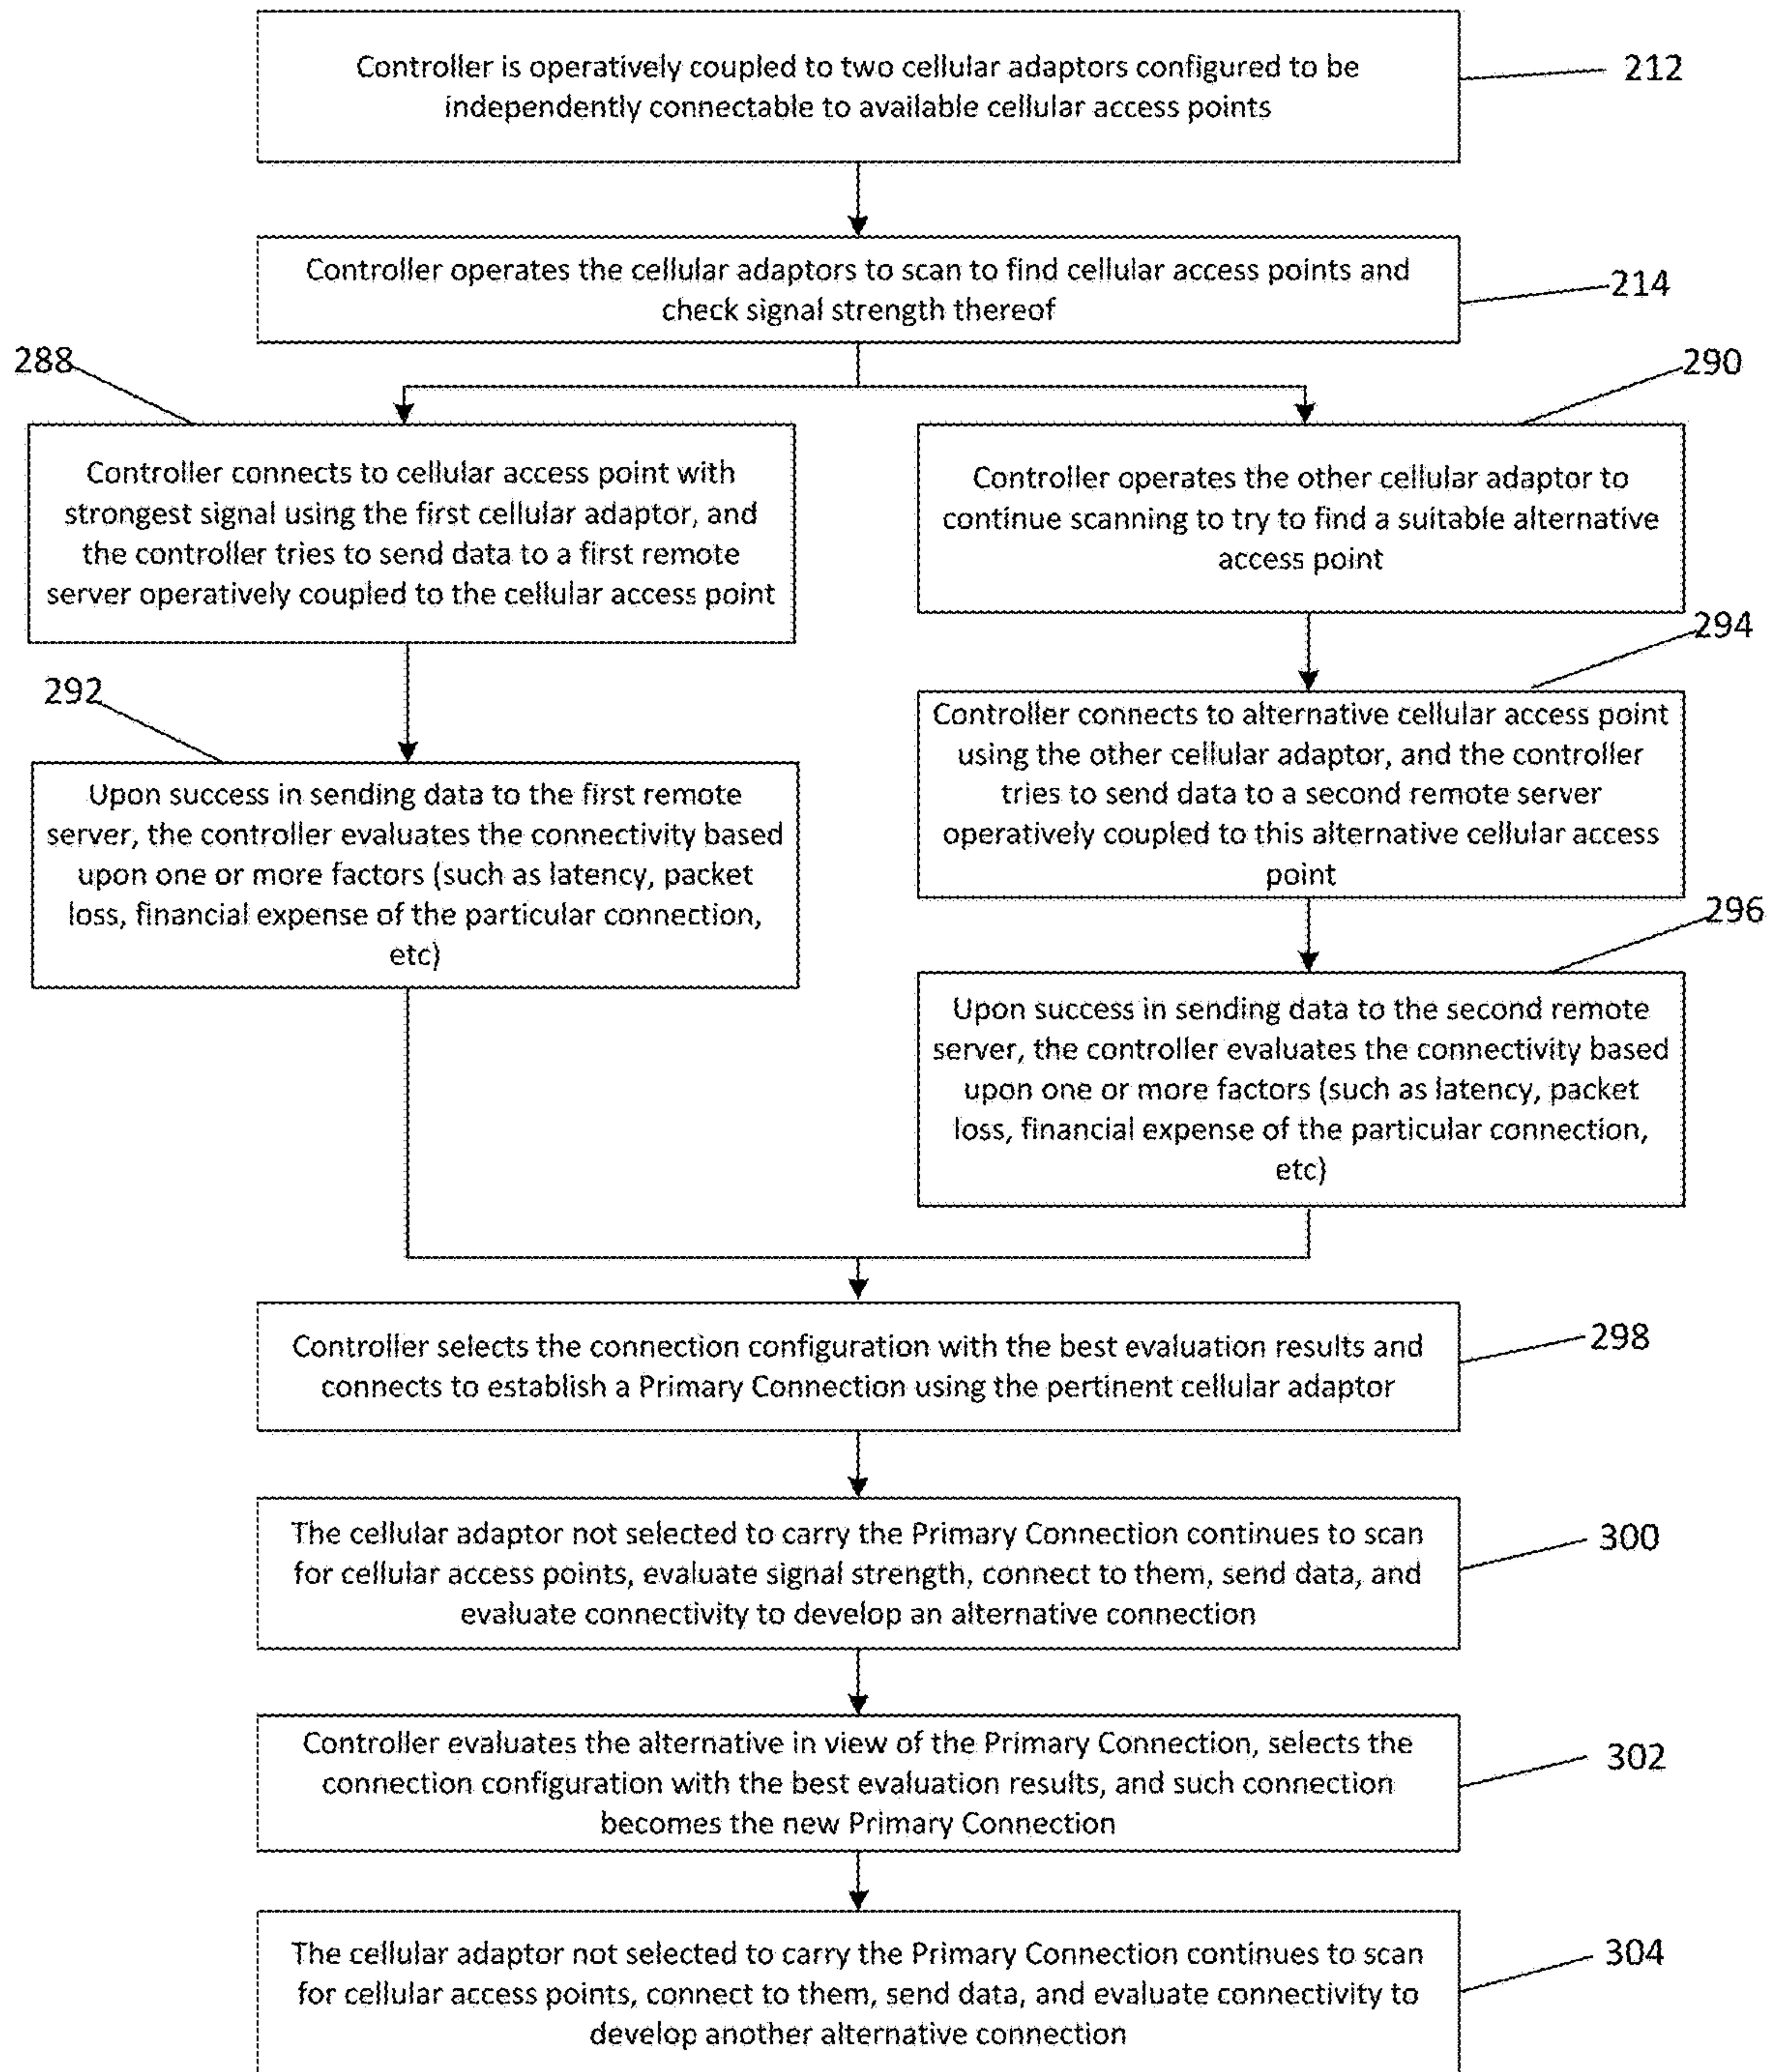 Controller is operatively coupled to two cellular adaptors configured to be
independently connectable to available cellular access points
212
Controller operates the cellular adaptors to scan to find cellular access points and
check signal strength thereof
214
288
290
Controller connects to cellular access point with
strongest signal using the first cellular adaptor, and
the controller tries to send data to a first remote
server operatively coupled to the cellular access point
Controller operates the other cellular adaptor to
continue scanning to try to find a suitable alternative
access point
292
294
Upon success in sending data to the first remote
server, the controller evaluates the connectivity based
upon one or more factors (such as latency, packet
loss, financial expense of the particular connection,
etc)
Controller connects to alternative cellular access point
using the other cellular adaptor, and the controller
tries to send data to a second remote server
operatively coupled to this alternative cellular access
point
296
Upon success in sending data to the second remote
server, the controller evaluates the connectivity based
upon one or more factors (such as latency, packet
loss, financial expense of the particular connection,
etc)
Controller selects the connection configuration with the best evaluation results and
connects to establish a Primary Connection using the pertinent cellular adaptor
298
The cellular adaptor not selected to carry the Primary Connection continues to scan
for cellular access points, evaluate signal strength, connect to them, send data, and
evaluate connectivity to develop an alternative connection
300
Controller evaluates the alternative in view of the Primary Connection, selects the
connection configuration with the best evaluation results, and such connection
becomes the new Primary Connection
302
The cellular adaptor not selected to carry the Primary Connection continues to scan
for cellular access points, connect to them, send data, and evaluate connectivity to
develop another alternative connection
304